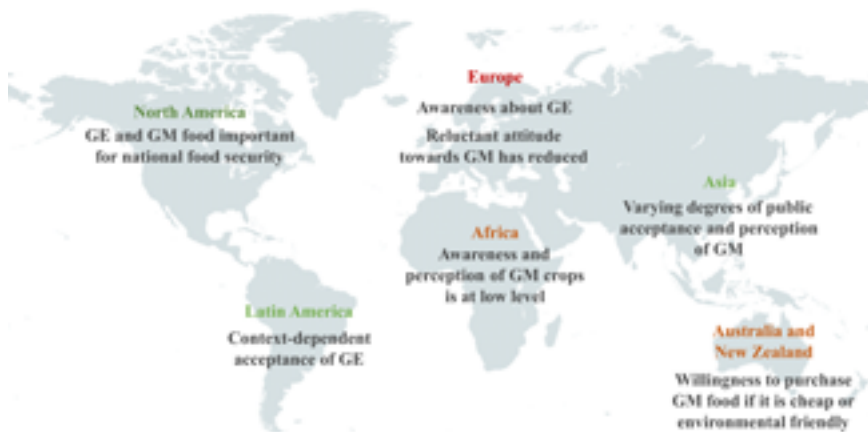 North America
GE and GM food important
for national food security
Europe
Awareness about GE
Reluctant attitude
towards GM has reduced
Asia
Varying degrees of public
acceptance and perception
of GM
Africa
Awareness and
perception of GM crops
is at low level
Latin America
Context-dependent
acceptance of GE
Australia and
New Zealand
Willingness to purchase
GM food if it is cheap or
environmental friendly